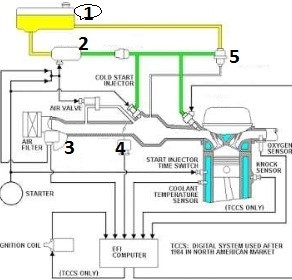 1
2
5
COLD START
INJECTOR
AIR VALVE
AIR
FILTER
3
4
OXYGEN
SENSOR
START INJECTOR
TIME SWITCH
KNOCK
SENSOR
COOLANT
TEMPERATURE
SENSOR
(TCCS ONLY)
STARTER
IGNITION COIL
EFI
COMPUTER
(TCCS ONLY)
TCCS: DIGITAL SYSTEM USED AFTER
1984 IN NORTH AMERICAN MARKET